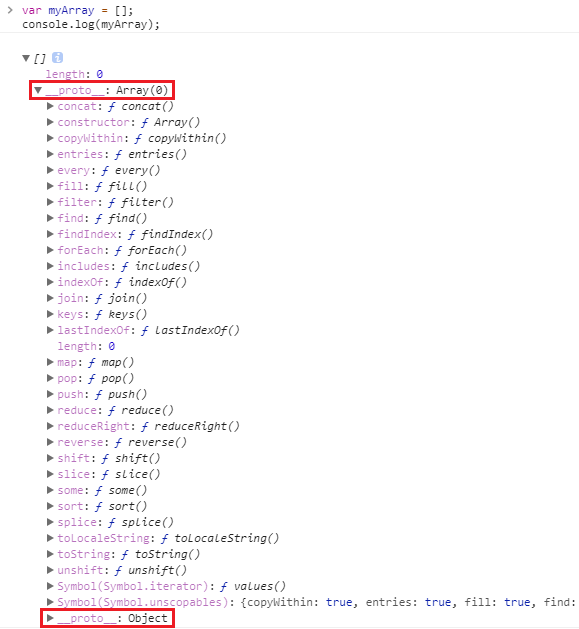 > var myArray = [];
console.log(myArray);
▼[] i
length: 0
▼__proto__: Array(0)
▶concat: ƒ concat()
▶constructor: ƒ Array()
▶copyWithin: ƒ copyWithin()
▶entries: ƒ entries()
▶every: ƒ every()
▶fill: ƒ fill()
▶filter: ƒ filter()
▶find: ƒ find()
▶findIndex: ƒ findIndex()
▶forEach: ƒ forEach()
▶includes: ƒ includes()
▶indexOf: ƒ indexOf()
▶join: ƒ join()
▶keys: ƒ keys()
▶lastIndexOf: ƒ lastIndexOf()
length: 0
▶map: ƒ map()
▶pop: ƒ pop()
▶push: ƒ push()
▶reduce: ƒ reduce()
▶reduceRight: ƒ reduceRight()
▶reverse: ƒ reverse()
▶shift: ƒ shift()
▶slice: ƒ slice()
▶some: ƒ some()
▶sort: ƒ sort()
▶splice: ƒ splice()
▶toLocaleString: ƒ toLocaleString()
▶toString: ƒ toString()
▶unshift: ƒ unshift()
▶Symbol(Symbol.iterator): ƒ values()
▶Symbol(Symbol.unscopables): {copyWithin: true, entries: true, fill: true, find:
▶__proto__: Object